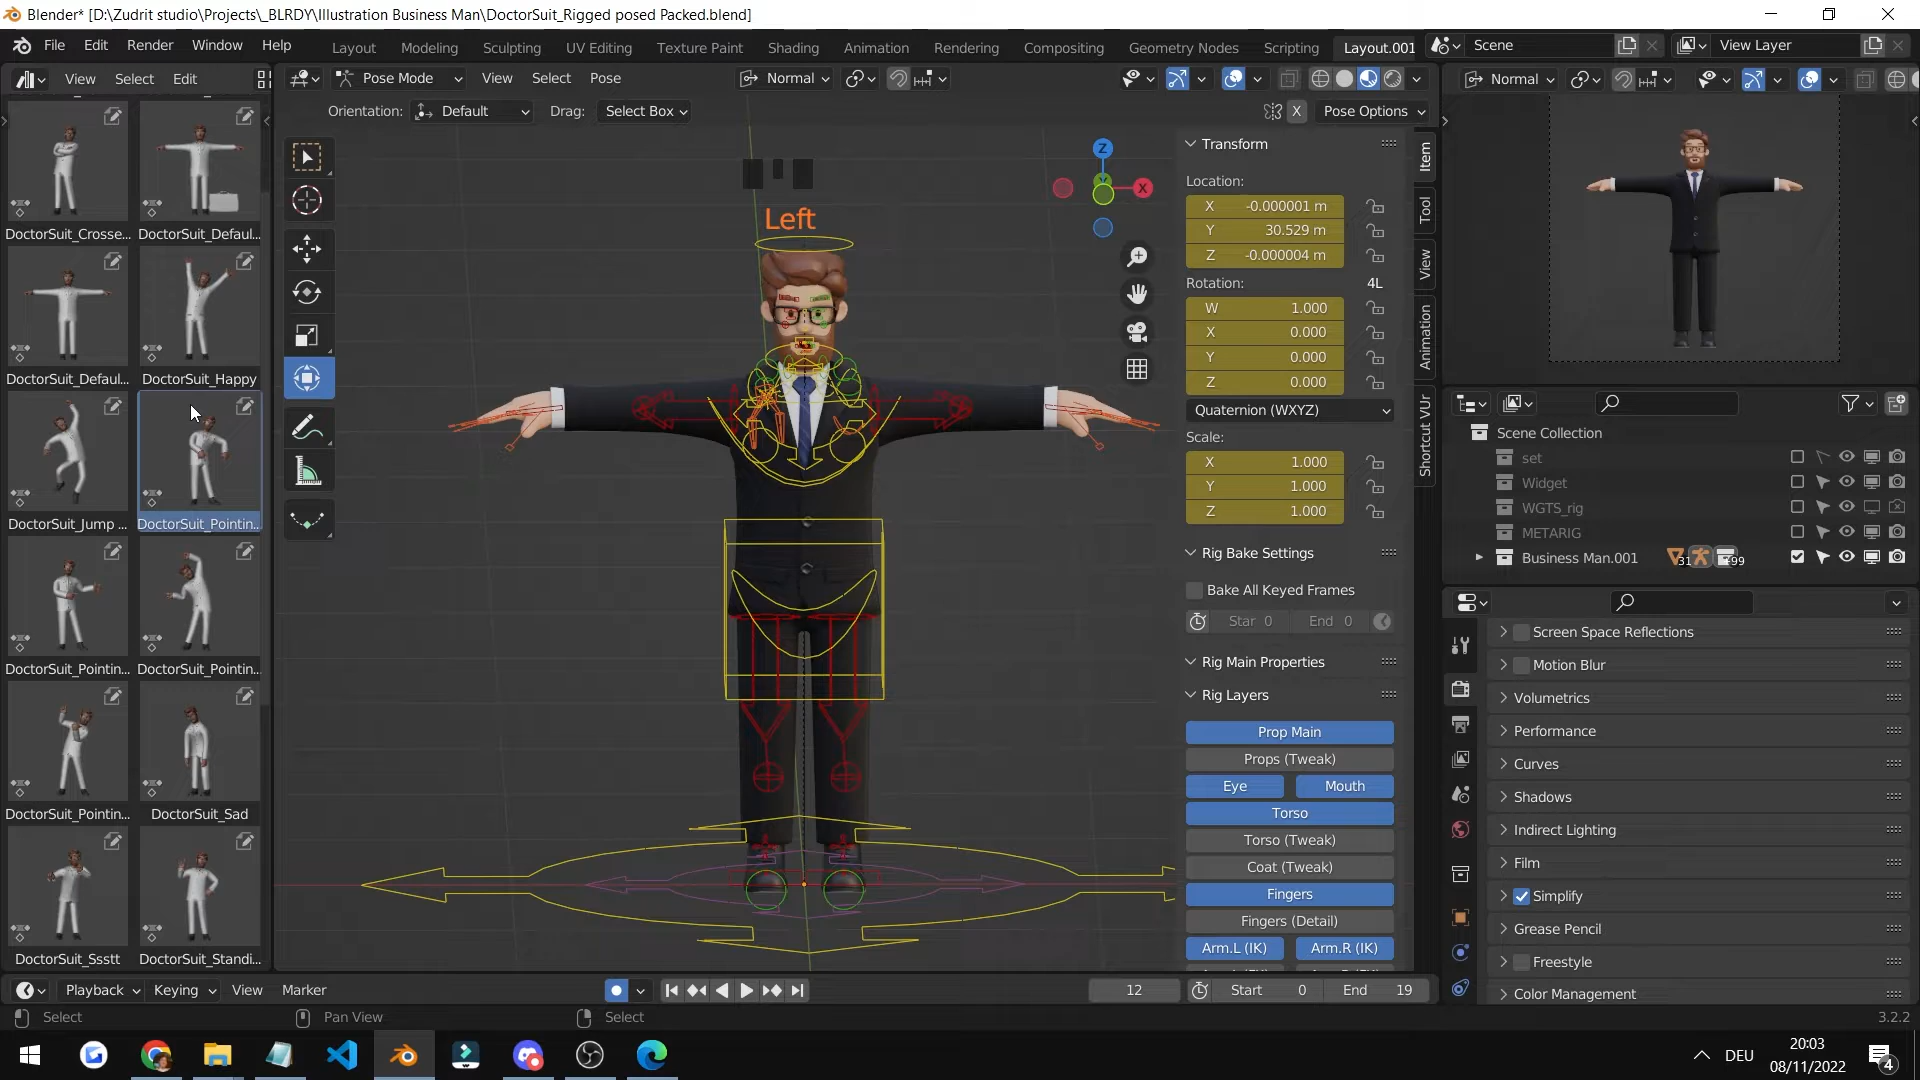 Blender* [D:\Zudrit studio\Projects\_BLRDY\Illustration Business Man\DoctorSuit_Rigged posed Packed.blend]
File Edit Render Window Help
Layout Modeling Sculpting UV Editing Texture Paint Shading Animation Rendering Compositing Geometry Nodes Scripting Layout.001
Scene
View Layer
View Select Edit
Pose Mode View Select Pose
Normal
Normal
Orientation: Default Drag: Select Box
X Pose Options
DoctorSuit_Crosse... DoctorSuit_Defaul...
DoctorSuit_Defaul... DoctorSuit_Happy
DoctorSuit_Jump ... DoctorSuit_Pointin...
DoctorSuit_Pointin... DoctorSuit_Pointin...
DoctorSuit_Pointin... DoctorSuit_Sad
DoctorSuit_Ssstt DoctorSuit_Standi...
Left
Z
X
Transform
Location:
X -0.000001 m
Y 30.529 m
Z -0.000004 m
Rotation: 4L
W 1.000
X 0.000
Y 0.000
Z 0.000
Quaternion (WXYZ)
Scale:
X 1.000
Y 1.000
Z 1.000
Rig Bake Settings
Bake All Keyed Frames
Star 0 End 0
Rig Main Properties
Rig Layers
Prop Main
Props (Tweak)
Eye Mouth
Torso
Torso (Tweak)
Coat (Tweak)
Fingers
Fingers (Detail)
Arm.L (IK) Arm.R (IK)
Item
Tool
View
Animation
Shortcut VUr
Scene Collection
set
Widget
WGTS_rig
METARIG
Business Man.001 31 99
Screen Space Reflections
Motion Blur
Volumetrics
Performance
Curves
Shadows
Indirect Lighting
Film
Simplify
Grease Pencil
Freestyle
Color Management
Playback Keying View Marker
12 Start 0 End 19
Select Pan View Select
3.2.2
DEU
20:03
08/11/2022
4